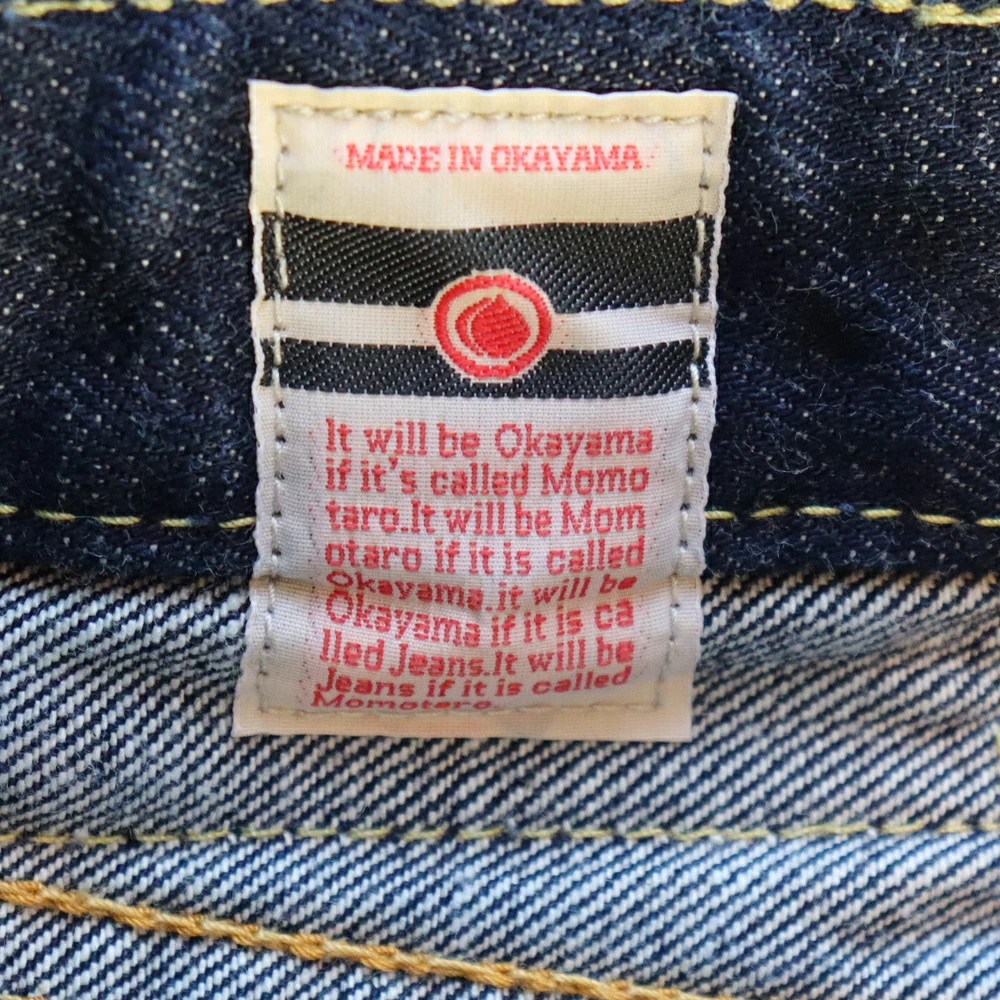 MADE IN OKAYAMA
It will be Okayama
if it's called Momo
taro.It will be Mom
otaro if it is called
Okayama.it will be
Okayama if it is ca
lled Jeans.It will be
Jeans if it is called
Momotaro.